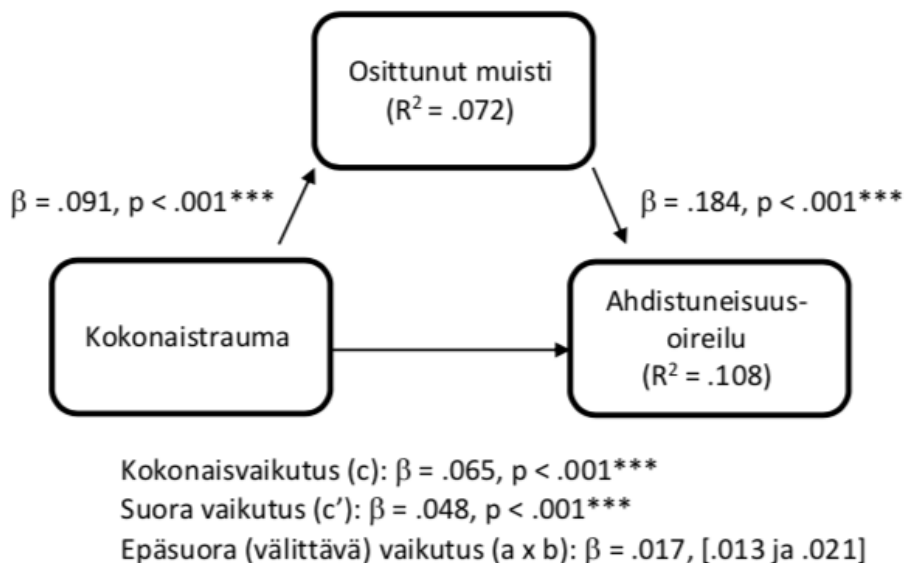 Osittunut muisti
(R² = .072)
β = .091, p < .001***
β = .184, p < .001***
Kokonaistrauma
Ahdistuneisuus-
oireilu
(R² = .108)
Kokonaisvaikutus (c): β = .065, p < .001***
Suora vaikutus (c’): β = .048, p < .001***
Epäsuora (välittävä) vaikutus (a x b): β = .017, [.013 ja .021]